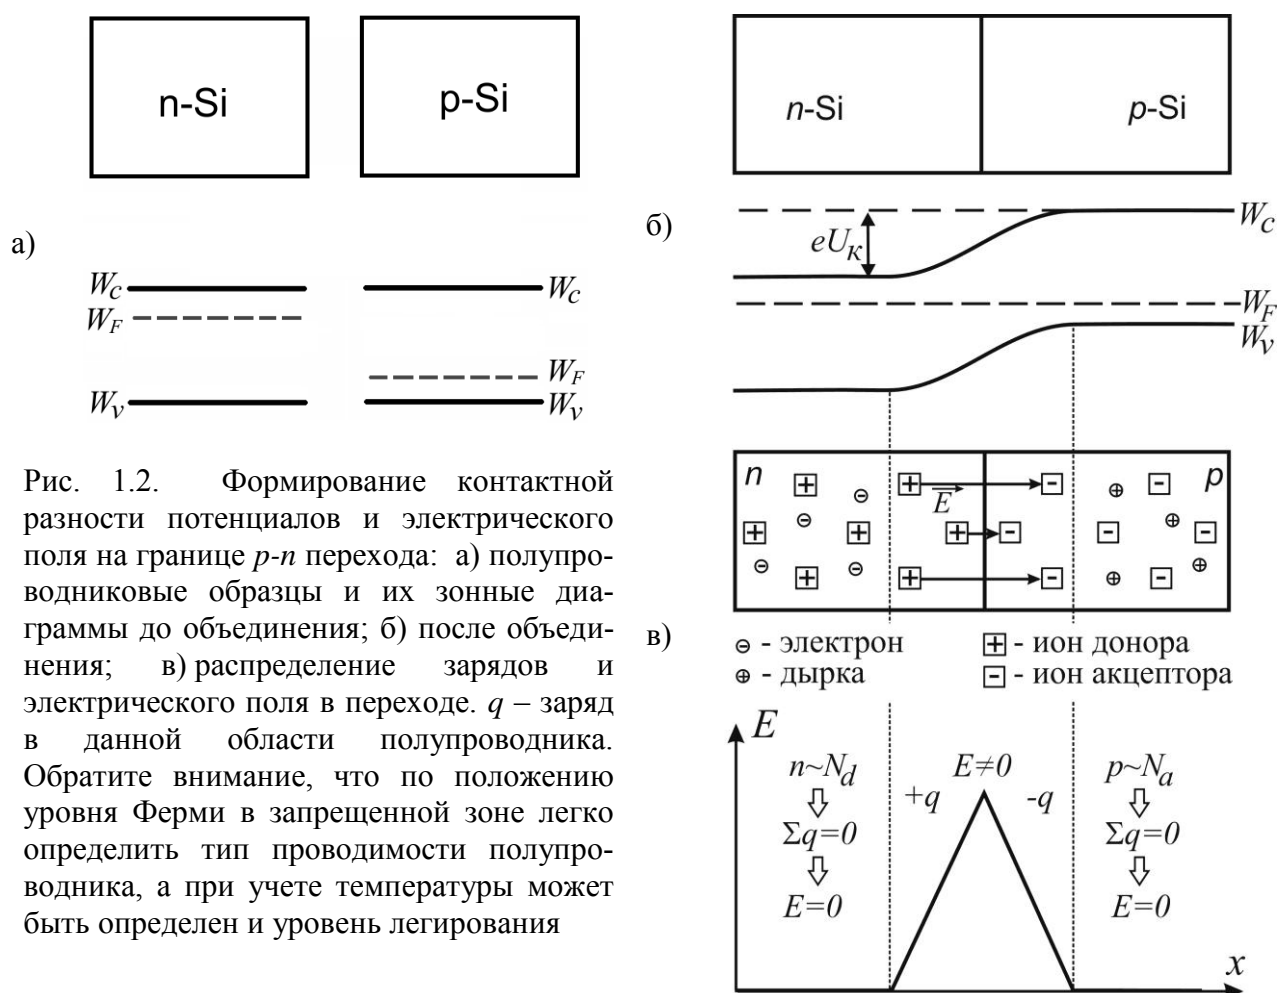 n-Si
p-Si
а)
W_c
W_c
W_F
W_F
W_v
W_v
Рис. 1.2. Формирование контактной
разности потенциалов и электрического
поля на границе p-n перехода: а) полупро-
водниковые образцы и их зонные диа-
граммы до объединения; б) после объеди-
нения; в) распределение зарядов и
электрического поля в переходе. q – заряд
в данной области полупроводника.
Обратите внимание, что по положению
уровня Ферми в запрещенной зоне легко
определить тип проводимости полупро-
водника, а при учете температуры может
быть определен и уровень легирования
n-Si
p-Si
б)
W_c
eU_к
W_F
W_v
n
p
E
в)
- электрон
+ - ион донора
- дырка
- - ион акцептора
E
n~N_d
E≠0
p~N_a
+q
-q
Σq=0
Σq=0
E=0
E=0
x